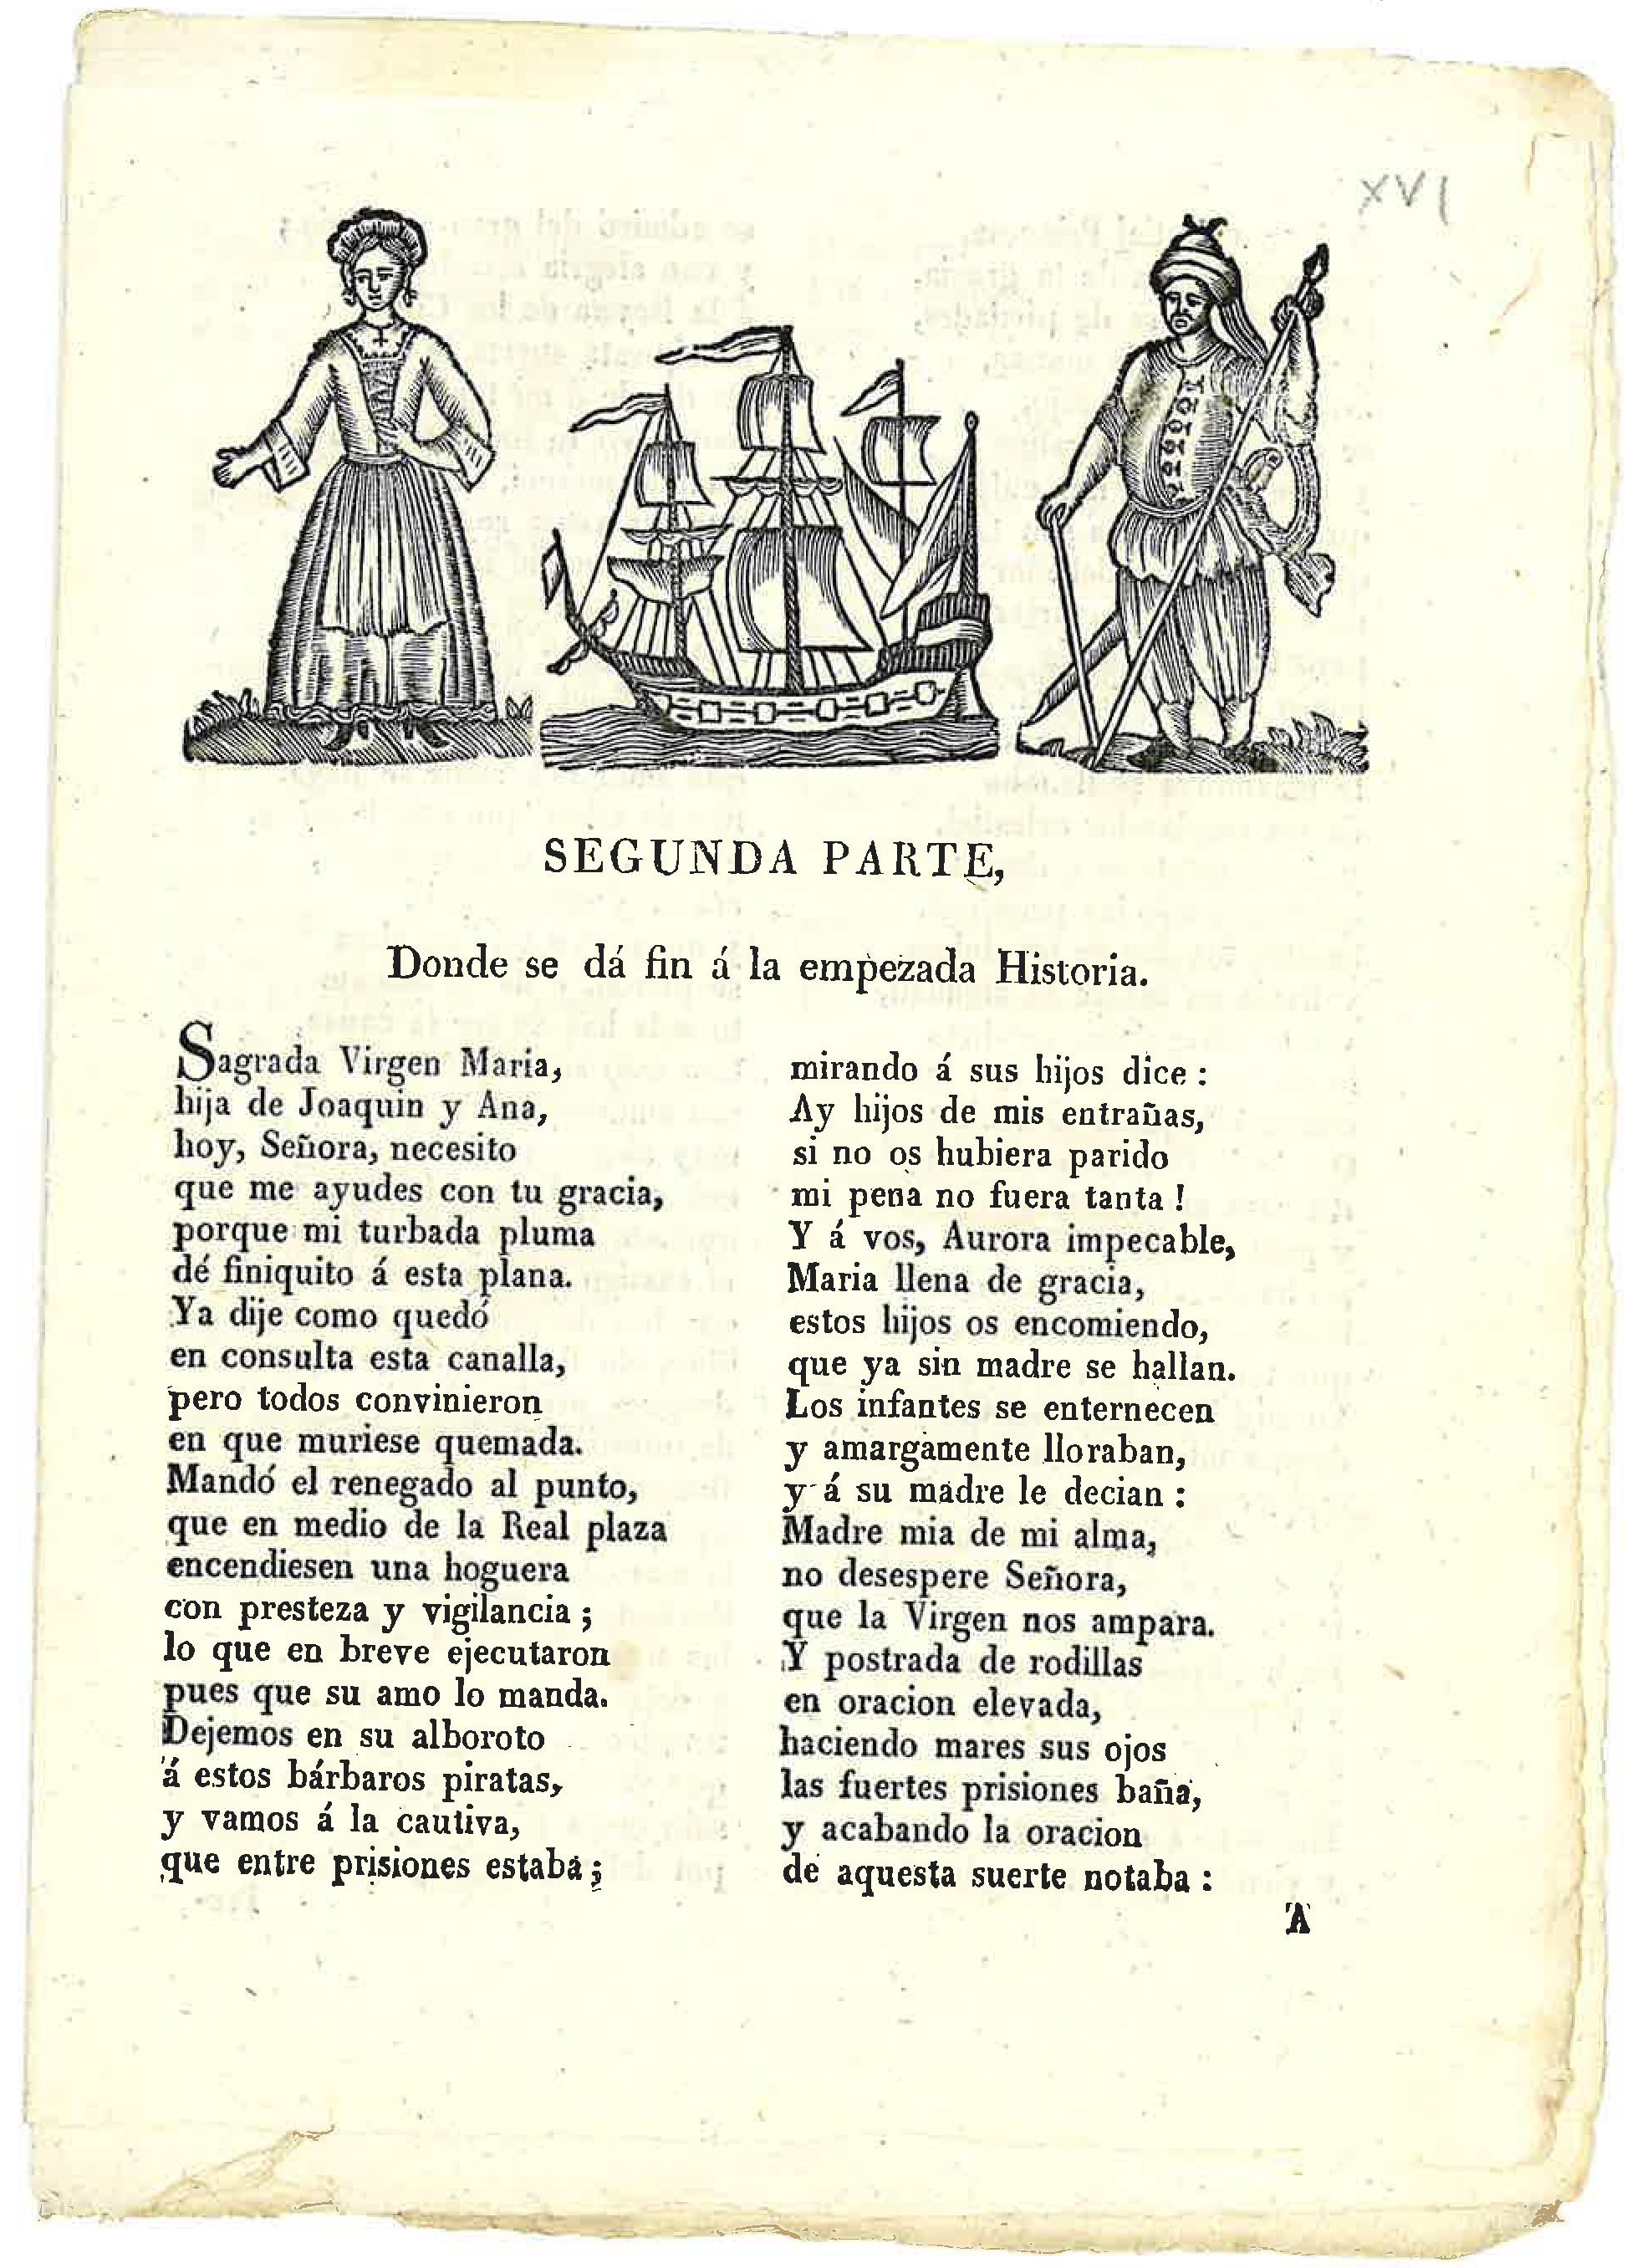 XVI
SEGUNDA PARTE,
Donde se dá fin á la empezada Historia.
Sagrada Virgen Maria,
hija de Joaquin y Ana,
hoy, Señora, necesito
que me ayudes con tu gracia,
porque mi turbada pluma
dé finiquito á esta plana.
Ya dije como quedó
en consulta esta canalla,
pero todos convinieron
en que muriese quemada.
Mandó el renegado al punto,
que en medio de la Real plaza
encendiesen una hoguera
con presteza y vigilancia ;
lo que en breve ejecutaron
pues que su amo lo manda.
Dejemos en su alboroto
á estos bárbaros piratas,
y vamos á la cautiva,
que entre prisiones estaba ;
mirando á sus hijos dice :
Ay hijos de mis entrañas,
si no os hubiera parido
mi pena no fuera tanta !
Y á vos, Aurora impecable,
Maria llena de gracia,
estos hijos os encomiendo,
que ya sin madre se hallan.
Los infantes se enternecen
y amargamente lloraban,
y á su madre le decian :
Madre mia de mi alma,
no desespere Señora,
que la Virgen nos ampara.
Y postrada de rodillas
en oracion elevada,
haciendo mares sus ojos
las fuertes prisiones baña,
y acabando la oracion
de aquesta suerte notaba :
A